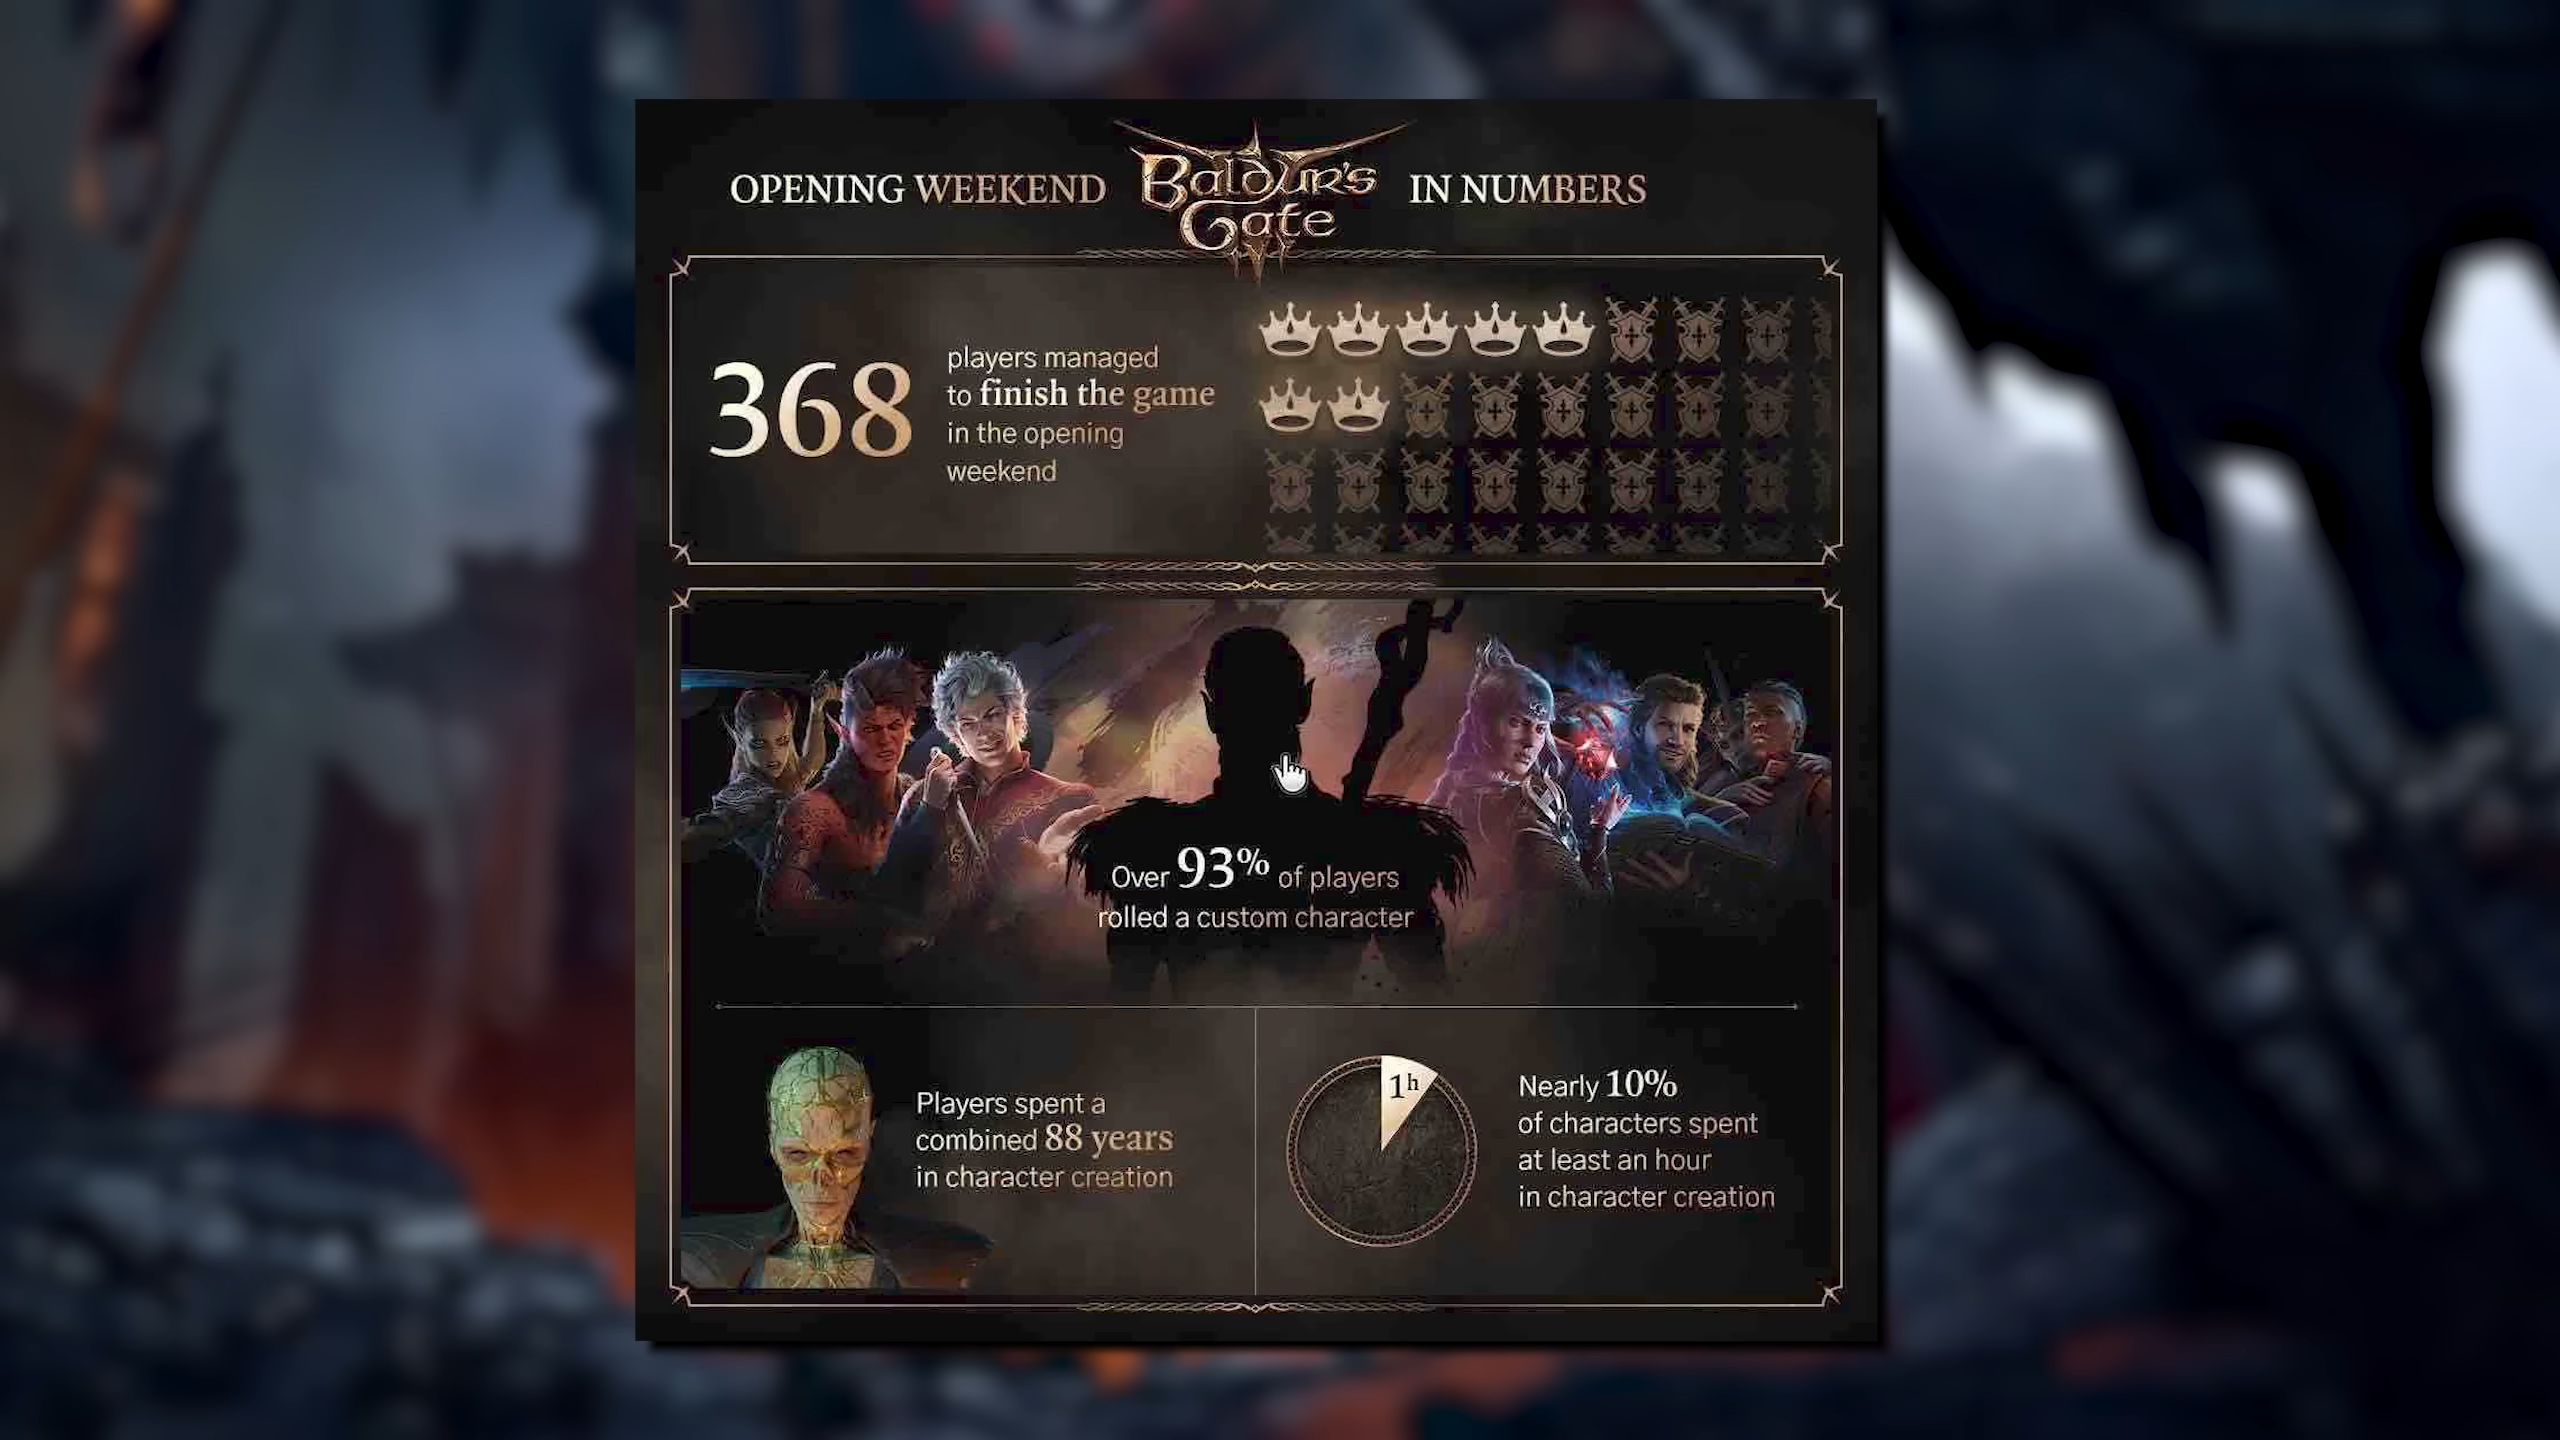 OPENING WEEKEND
Baldur's
Gate
IN NUMBERS
368
players managed
to finish the game
in the opening
weekend
Over 93% of players
rolled a custom character
Players spent a
combined 88 years
in character creation
1h
Nearly 10%
of characters spent
at least an hour
in character creation